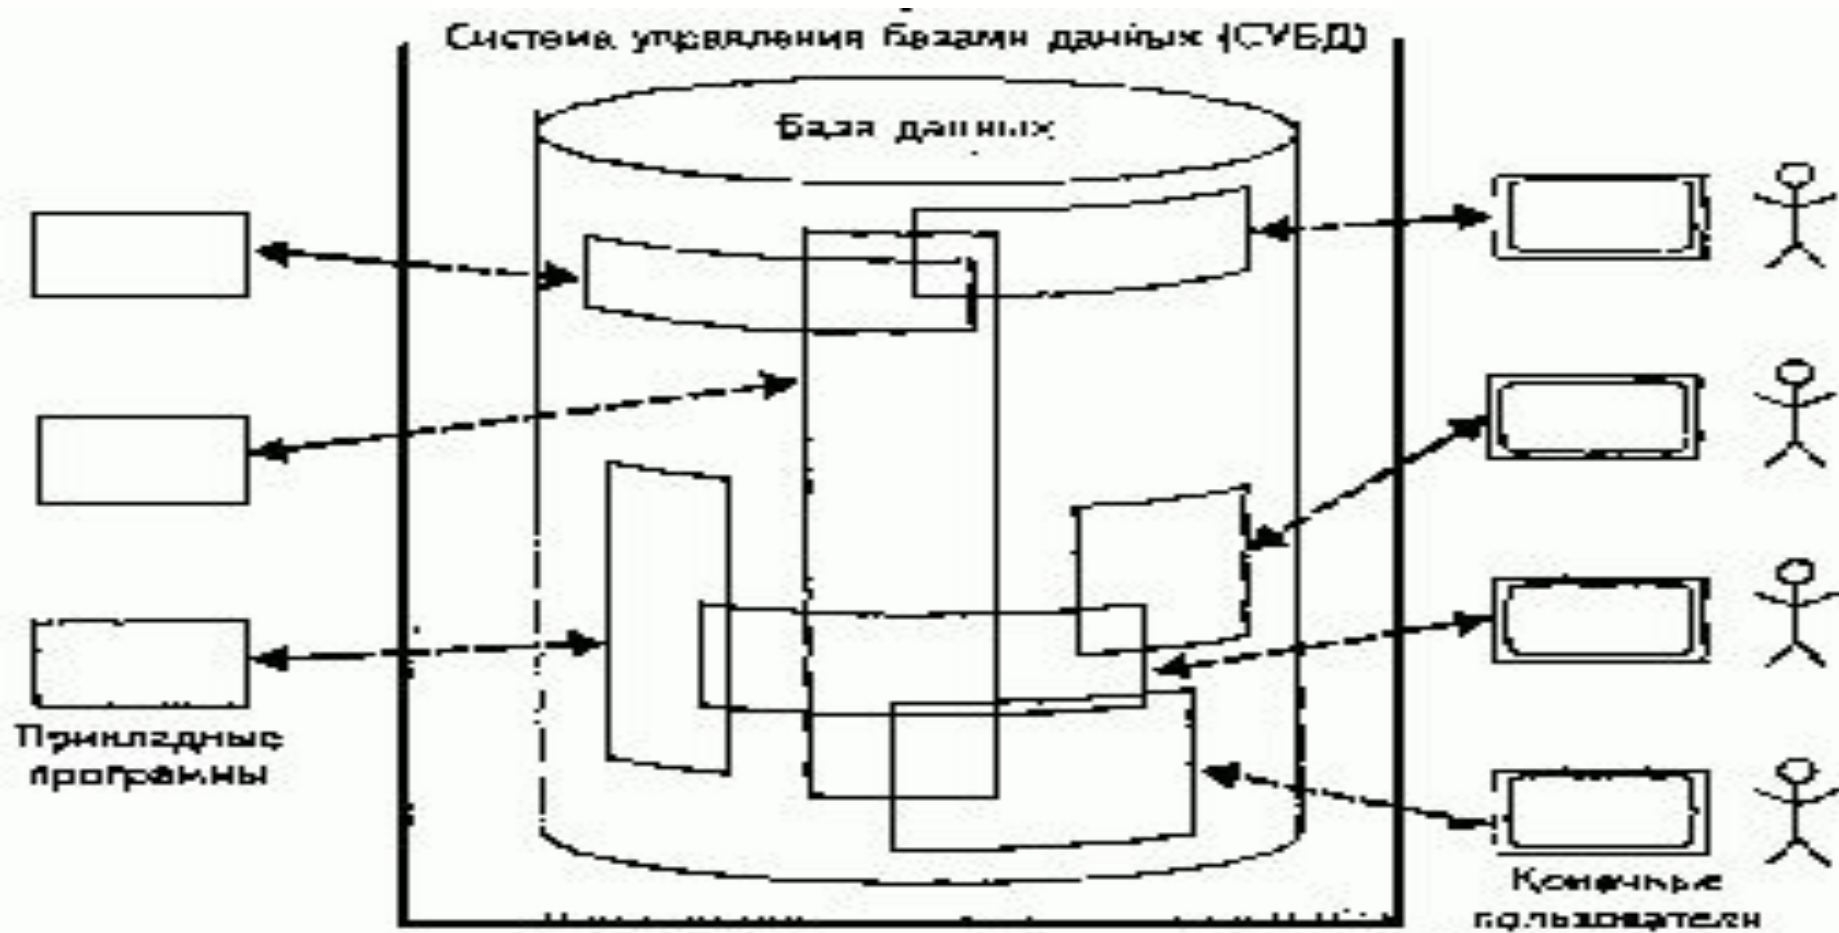 Система управления базами данных (СУБД)
База данных
Прикладные
программы
Конечные
пользователи